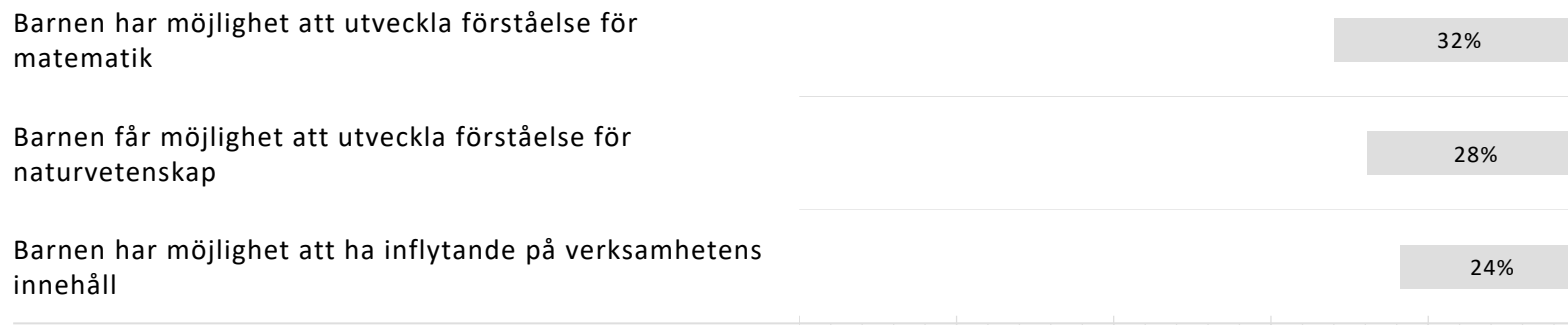 Barnen har möjlighet att utveckla förståelse för
matematik
32%
Barnen får möjlighet att utveckla förståelse för
naturvetenskap
28%
Barnen har möjlighet att ha inflytande på verksamhetens
innehåll
24%